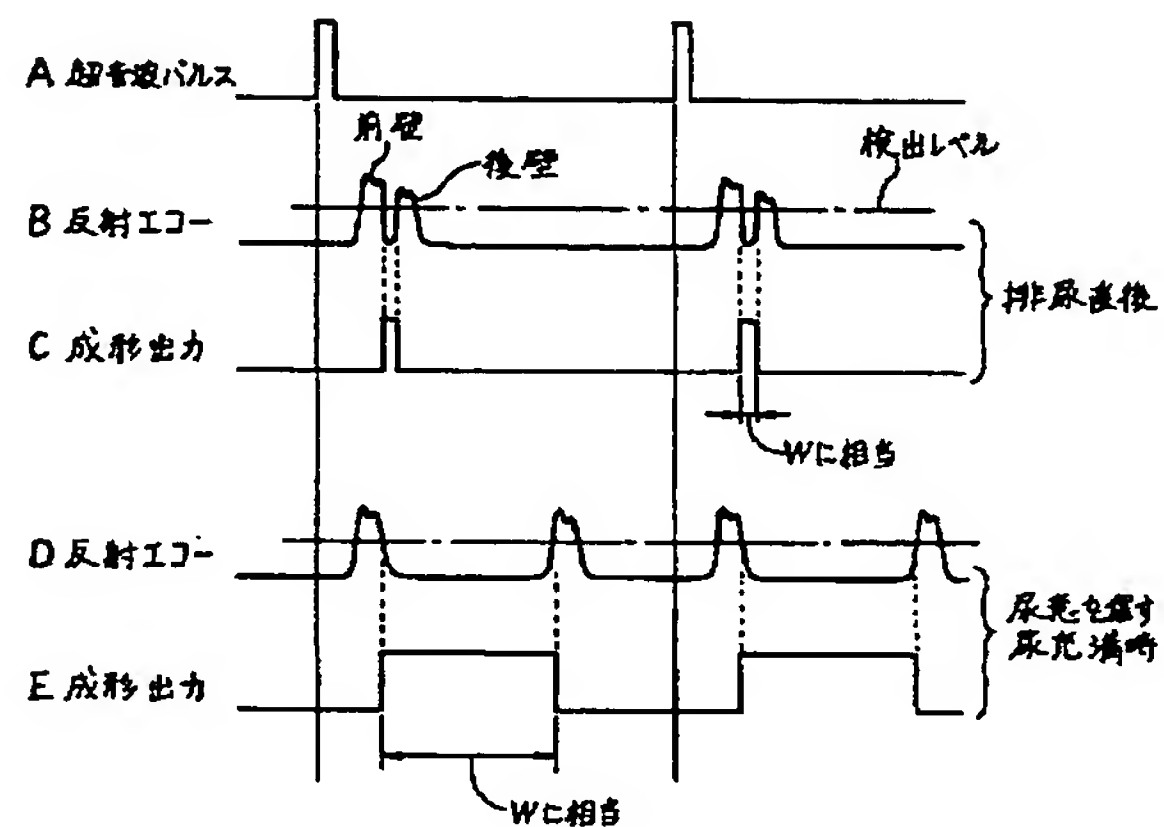 A 超音波パルス
前壁
後壁
検出レベル
B 反射エコー
排尿直後
C 成形出力
Wに相当
D 反射エコー
尿意を催す
尿充満時
E 成形出力
Wに相当